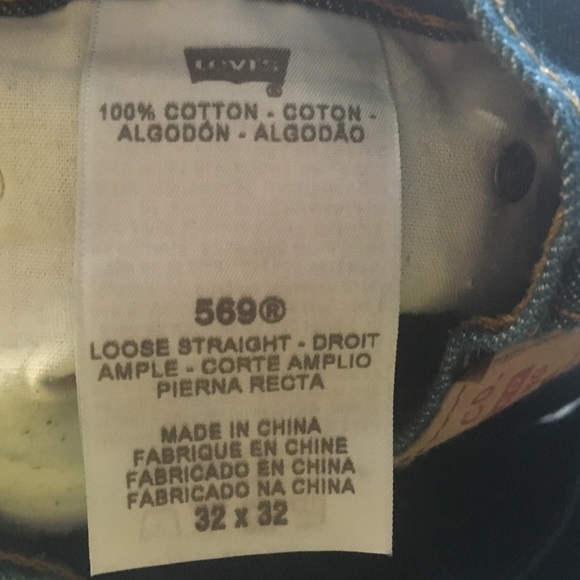 Levi's
®
100% COTTON - COTON -
ALGODÓN - ALGODÃO
569®
LOOSE STRAIGHT - DROIT
AMPLE - CORTE AMPLIO
PIERNA RECTA
MADE IN CHINA
FABRIQUE EN CHINE
FABRICADO EN CHINA
FABRICADO NA CHINA
32 x 32